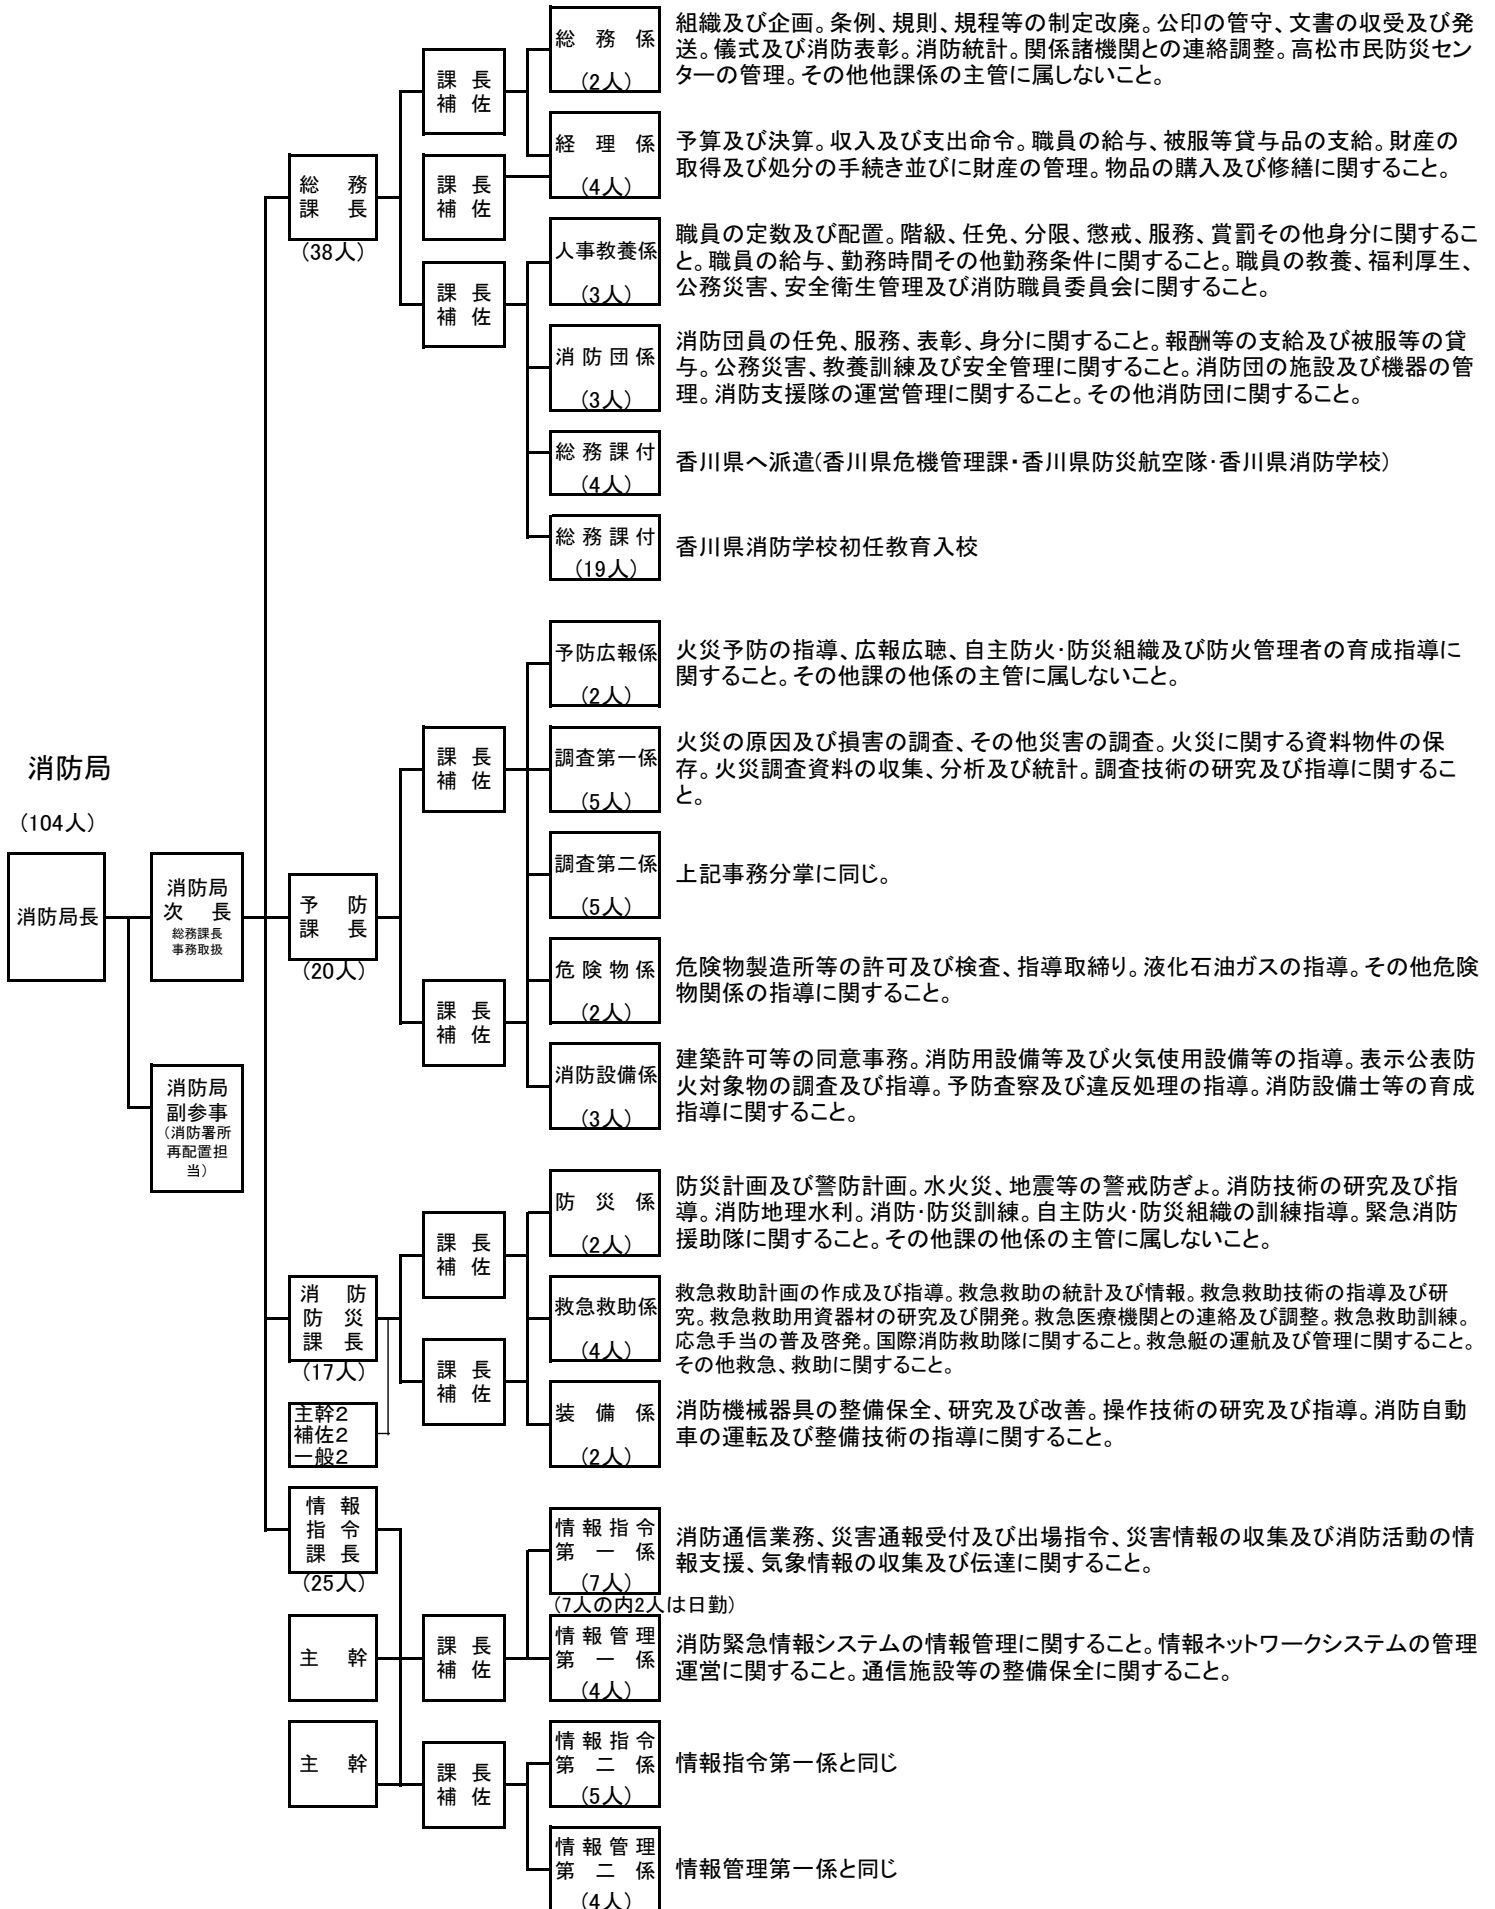 総務係
(2人)
組織及び企画。条例、規則、規程等の制定改廃。公印の管守、文書の収受及び発
送。儀式及び消防表彰。消防統計。関係諸機関との連絡調整。高松市民防災セン
ターの管理。その他他課係の主管に属しないこと。
課長
補佐
経理係
(4人)
予算及び決算。収入及び支出命令。職員の給与、被服等貸与品の支給。財産の
取得及び処分の手続き並びに財産の管理。物品の購入及び修繕に関すること。
総務
課長
(38人)
課長
補佐
人事教養係
(3人)
職員の定数及び配置。階級、任免、分限、懲戒、服務、賞罰その他身分に関するこ
と。職員の給与、勤務時間その他勤務条件に関すること。職員の教養、福利厚生、
公務災害、安全衛生管理及び消防職員委員会に関すること。
課長
補佐
消防団係
(3人)
消防団員の任免、服務、表彰、身分に関すること。報酬等の支給及び被服等の貸
与。公務災害、教養訓練及び安全管理に関すること。消防団の施設及び機器の管
理。消防支援隊の運営管理に関すること。その他消防団に関すること。
総務課付
(4人)
香川県へ派遣(香川県危機管理課・香川県防災航空隊・香川県消防学校)
総務課付
(19人)
香川県消防学校初任教育入校
予防広報係
(2人)
火災予防の指導、広報広聴、自主防火・防災組織及び防火管理者の育成指導に
関すること。その他課の他係の主管に属しないこと。
課長
補佐
調査第一係
(5人)
火災の原因及び損害の調査、その他災害の調査。火災に関する資料物件の保
存。火災調査資料の収集、分析及び統計。調査技術の研究及び指導に関するこ
と。
消防局
(104人)
消防局長
消防局
次長
総務課長
事務取扱
予防
課長
(20人)
調査第二係
(5人)
上記事務分掌に同じ。
課長
補佐
危険物係
(2人)
危険物製造所等の許可及び検査、指導取締り。液化石油ガスの指導。その他危険
物関係の指導に関すること。
消防局
副参事
(消防署所
再配置担
当)
消防設備係
(3人)
建築許可等の同意事務。消防用設備等及び火気使用設備等の指導。表示公表防
火対象物の調査及び指導。予防査察及び違反処理の指導。消防設備士等の育成
指導に関すること。
防災係
(2人)
防災計画及び警防計画。水火災、地震等の警戒防ぎょ。消防技術の研究及び指
導。消防地理水利。消防・防災訓練。自主防火・防災組織の訓練指導。緊急消防
援助隊に関すること。その他課の他係の主管に属しないこと。
課長
補佐
消防
防災
課長
(17人)
救急救助係
(4人)
救急救助計画の作成及び指導。救急救助の統計及び情報。救急救助技術の指導及び研
究。救急救助用資器材の研究及び開発。救急医療機関との連絡及び調整。救急救助訓練。
応急手当の普及啓発。国際消防救助隊に関すること。救急艇の運航及び管理に関すること。
その他救急、救助に関すること。
課長
補佐
主幹2
補佐2
一般2
装備係
(2人)
消防機械器具の整備保全、研究及び改善。操作技術の研究及び指導。消防自動
車の運転及び整備技術の指導に関すること。
情報
指令
課長
(25人)
情報指令
第一係
(7人)
(7人の内2人は日勤)
消防通信業務、災害通報受付及び出場指令、災害情報の収集及び消防活動の情
報支援、気象情報の収集及び伝達に関すること。
主幹
課長
補佐
情報管理
第一係
(4人)
消防緊急情報システムの情報管理に関すること。情報ネットワークシステムの管理
運営に関すること。通信施設等の整備保全に関すること。
主幹
課長
補佐
情報指令
第二係
(5人)
情報指令第一係と同じ
情報管理
第二係
(4人)
情報管理第一係と同じ